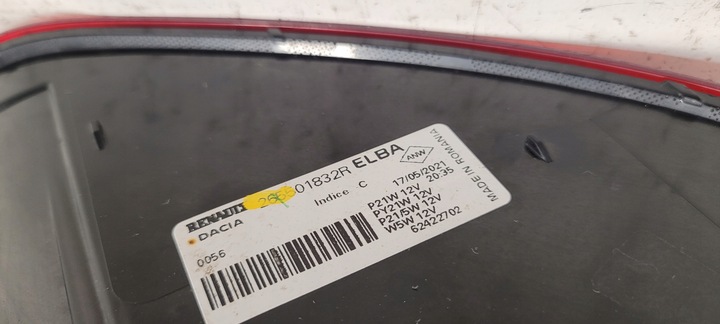 RENAULT 01832R ELBA
DACIA Indice C ANW
17/05/2021
20:35
0056
P21W 12V
PY21W 12V
P21/5W 12V
W5W 12V
62422702
MADE IN ROMANIA